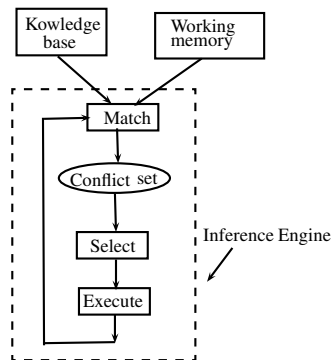 Kowledge
base
Working
memory
Match
Conflict set
Select
Inference Engine
Execute